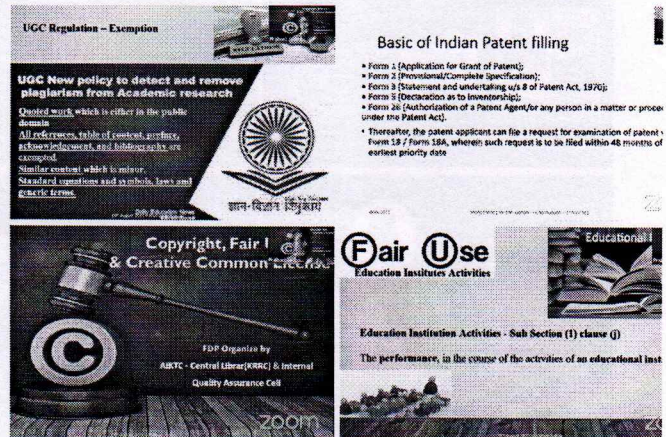 UGC Regulation – Exemption
REGULATION
UGC New policy to detect and remove
plagiarism from Academic research
Quoted work which is either in the public
domain
All references, table of content, preface,
acknowledgement, and bibliography are
exempted.
Similar content which is minor.
Standard equations and symbols, laws and
generic terms.
ज्ञान-विज्ञान विमुक्तये
Basic of Indian Patent filling
• Form 1 (Application for Grant of Patent);
• Form 2 (Provisional/Complete Specification);
• Form 3 (Statement and undertaking u/s 8 of Patent Act, 1970);
• Form 5 (Declaration as to Inventorship);
• Form 26 (Authorization of a Patent Agent/or any person in a matter or procee
under the Patent Act).
• Thereafter, the patent applicant can file a request for examination of patent
Form 18 / Form 18A, wherein such request is to be filed within 48 months of
earliest priority date
Copyright, Fair
& Creative Common License
©
FDP Organize by
AIKTC - Central Librar[KRRC] & Internal
Quality Assurance Cell
zoom
Fair Use
Education Institutes Activities
Educational
Education Institution Activities - Sub Section (1) clause (j)
The performance, in the course of the activities of an educational inst